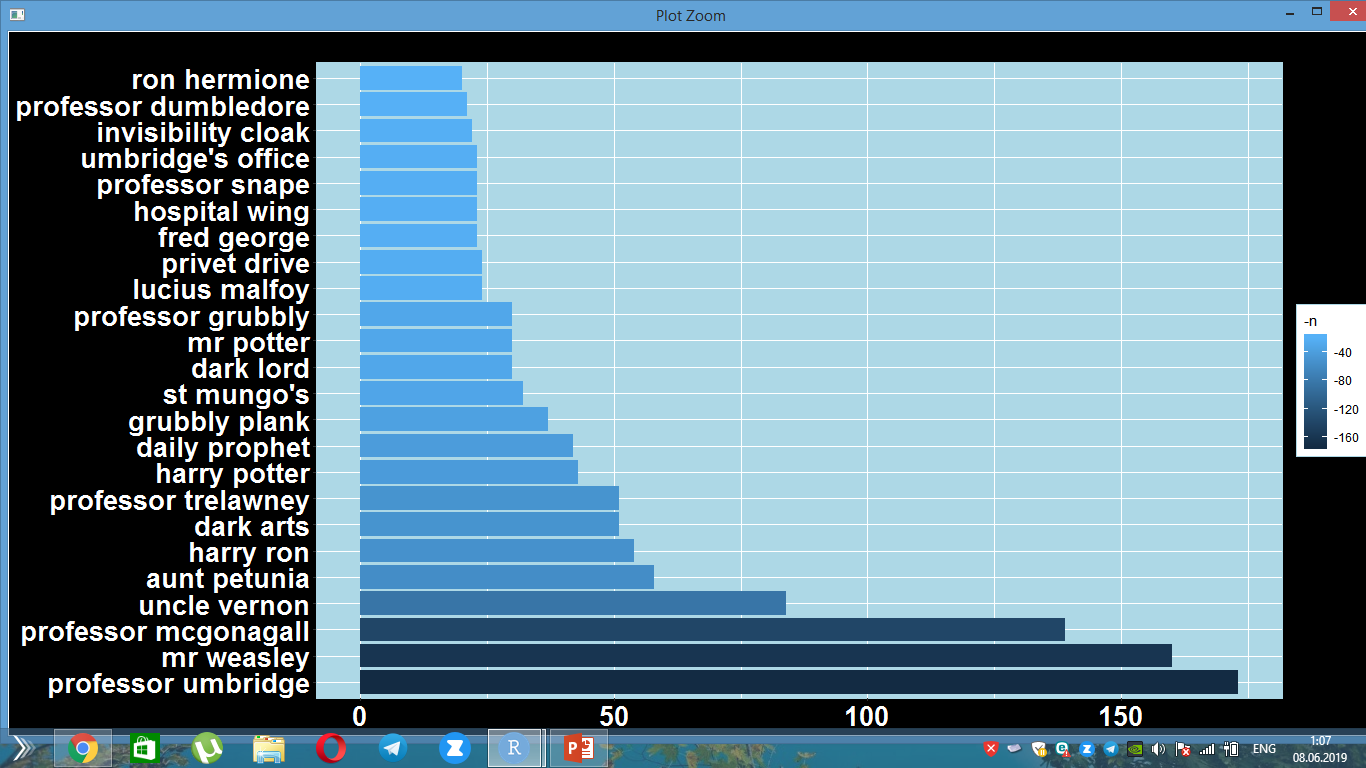 Plot Zoom
ron hermione
professor dumbledore
invisibility cloak
umbridge's office
professor snape
hospital wing
fred george
privet drive
lucius malfoy
professor grubbly
mr potter
dark lord
st mungo's
grubbly plank
daily prophet
harry potter
professor trelawney
dark arts
harry ron
aunt petunia
uncle vernon
professor mcgonagall
mr weasley
professor umbridge
0 50 100 150
-n
-40
-80
-120
-160
ENG
1:07
08.06.2019